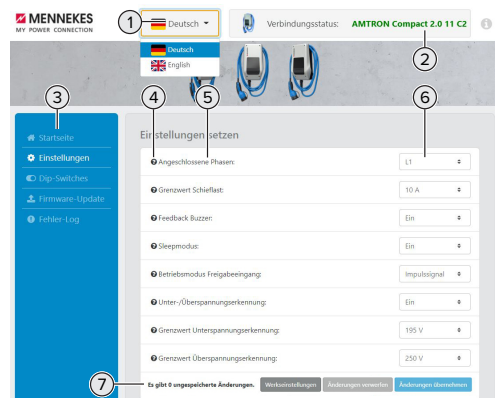 MENNEKES
MY POWER CONNECTION
1
Deutsch
Verbindungsstatus: AMTRON Compact 2.0 11 C2
2
Deutsch
English
3
4
5
6
Startseite
Einstellungen
Dip-Switches
Firmware-Update
Fehler-Log
Einstellungen setzen
Angeschlossene Phasen: L1
Grenzwert Schieflast: 10 A
Feedback Buzzer: Ein
Sleepmodus: Ein
Betriebsmodus Freigabeeingang: Impulssignal
Unter-/Überspannungserkennung: Ein
Grenzwert Unterspannungserkennung: 195 V
Grenzwert Überspannungserkennung: 250 V
7
Es gibt 0 ungespeicherte Änderungen. Werkseinstellungen Änderungen verwerfen Änderungen übernehmen